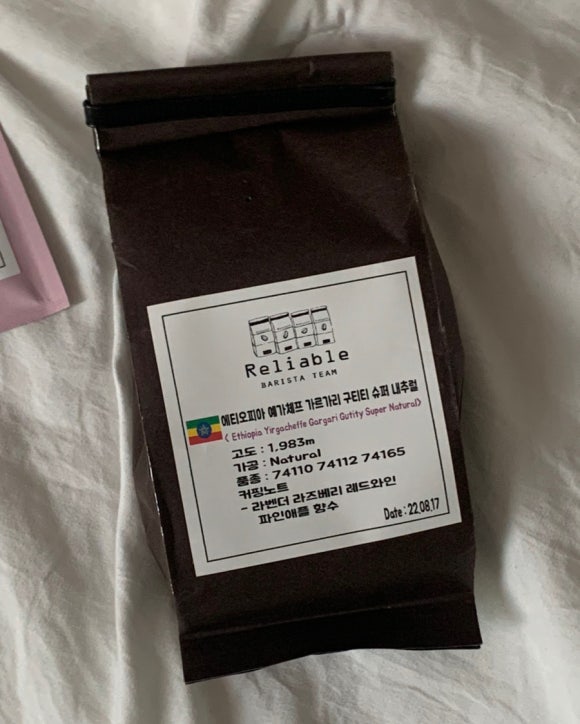 Reliable
BARISTA TEAM
에티오피아 예가체프 가르가리 구티티 슈퍼 내추럴
( Ethiopia Yirgacheffe Gargari Gutity Super Natural)
고도 : 1,983m
가공 : Natural
품종 : 74110 74112 74165
커핑노트
- 라벤더 라즈베리 레드와인
파인애플 향수
Date : 22.08.17